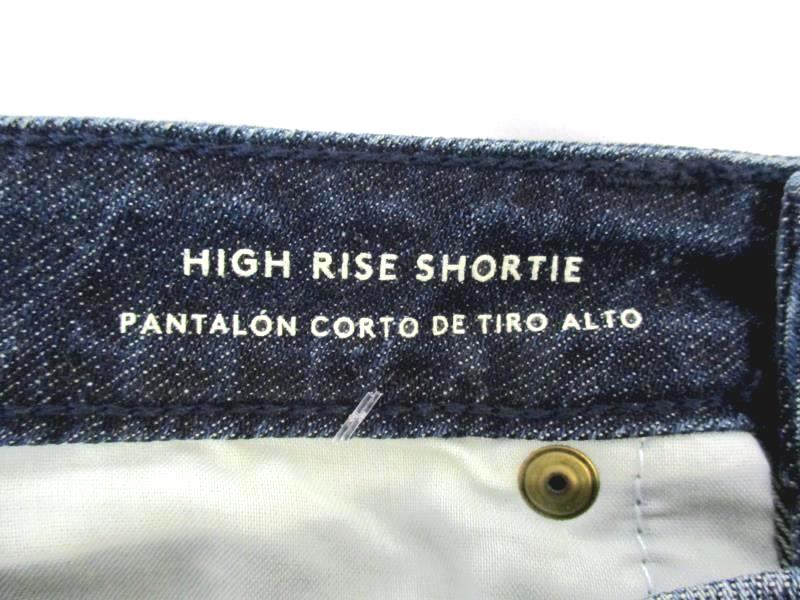 HIGH RISE SHORTIE
PANTALÓN CORTO DE TIRO ALTO